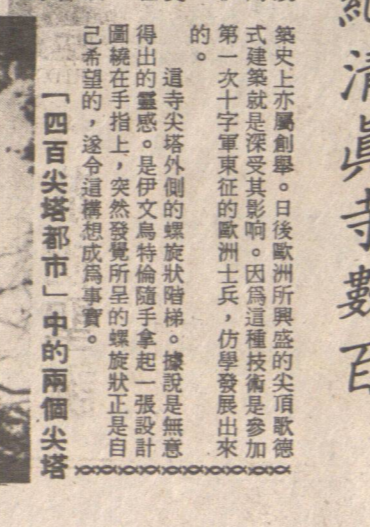 紀清眞寺數百
築史上亦屬創舉。日後歐洲所興盛的尖頂歌德
式建築就是深受其影响。因爲這種技術是參加
第一次十字軍東征的歐洲士兵，仿學發展出來
的。
這寺尖塔外側的螺旋狀階梯。據說是無意
得出的靈感。是伊文烏特倫隨手拿起一張設計
圖繞在手指上，突然發覺所呈的螺旋狀正是自
己希望的，遂令這構想成爲事實。
「四百尖塔都市」中的兩個尖塔